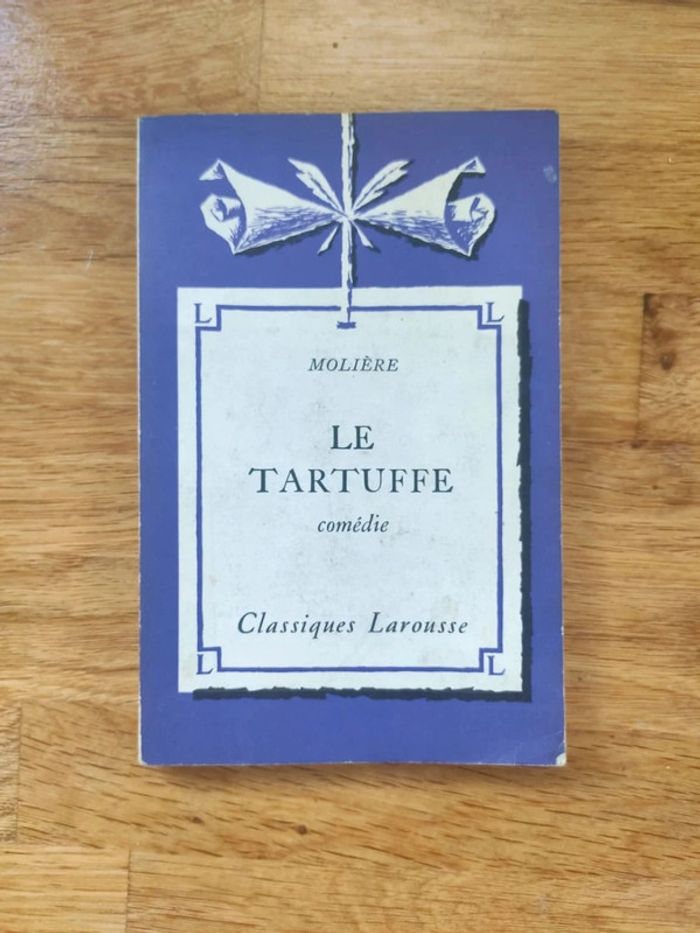 L L
MOLIÈRE
LE
TARTUFFE
comédie
Classiques Larousse
L L